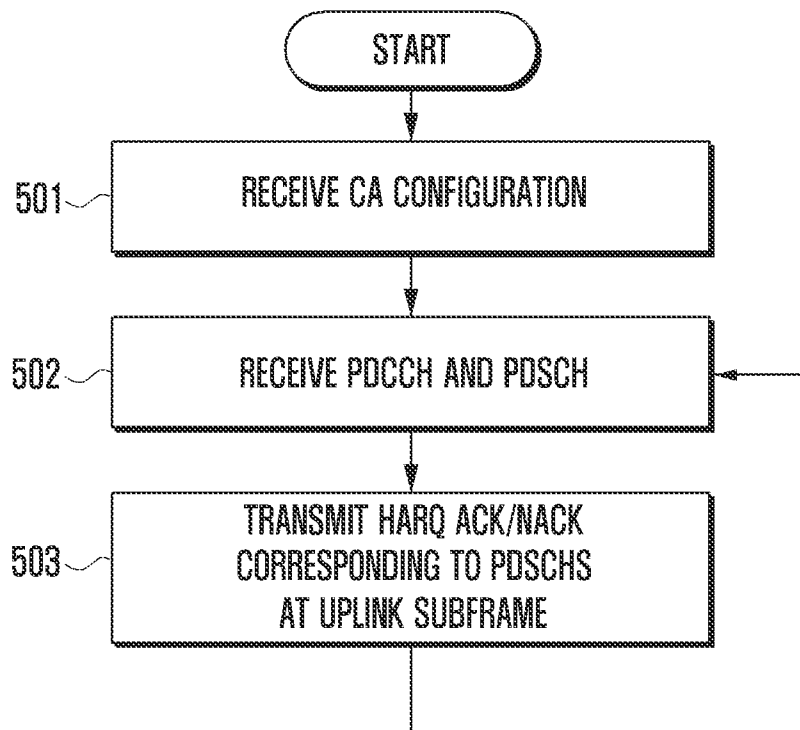 START
501
RECEIVE CA CONFIGURATION
502
RECEIVE PDCCH AND PDSCH
503
TRANSMIT HARQ ACK/NACK
CORRESPONDING TO PDSCHS
AT UPLINK SUBFRAME